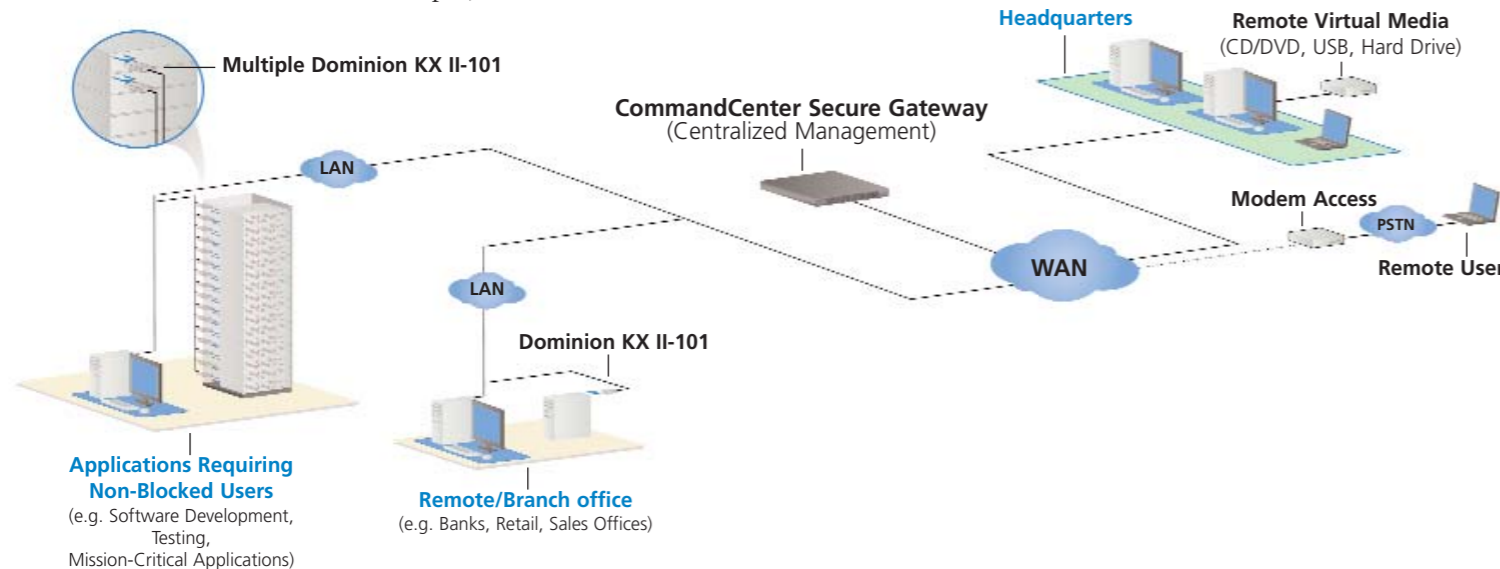 Headquarters
Remote Virtual Media
(CD/DVD, USB, Hard Drive)
Multiple Dominion KX II-101
CommandCenter Secure Gateway
(Centralized Management)
LAN
Modem Access
PSTN
Remote User
WAN
LAN
Dominion KX II-101
Applications Requiring
Non-Blocked Users
(e.g. Software Development,
Testing,
Mission-Critical Applications)
Remote/Branch office
(e.g. Banks, Retail, Sales Offices)